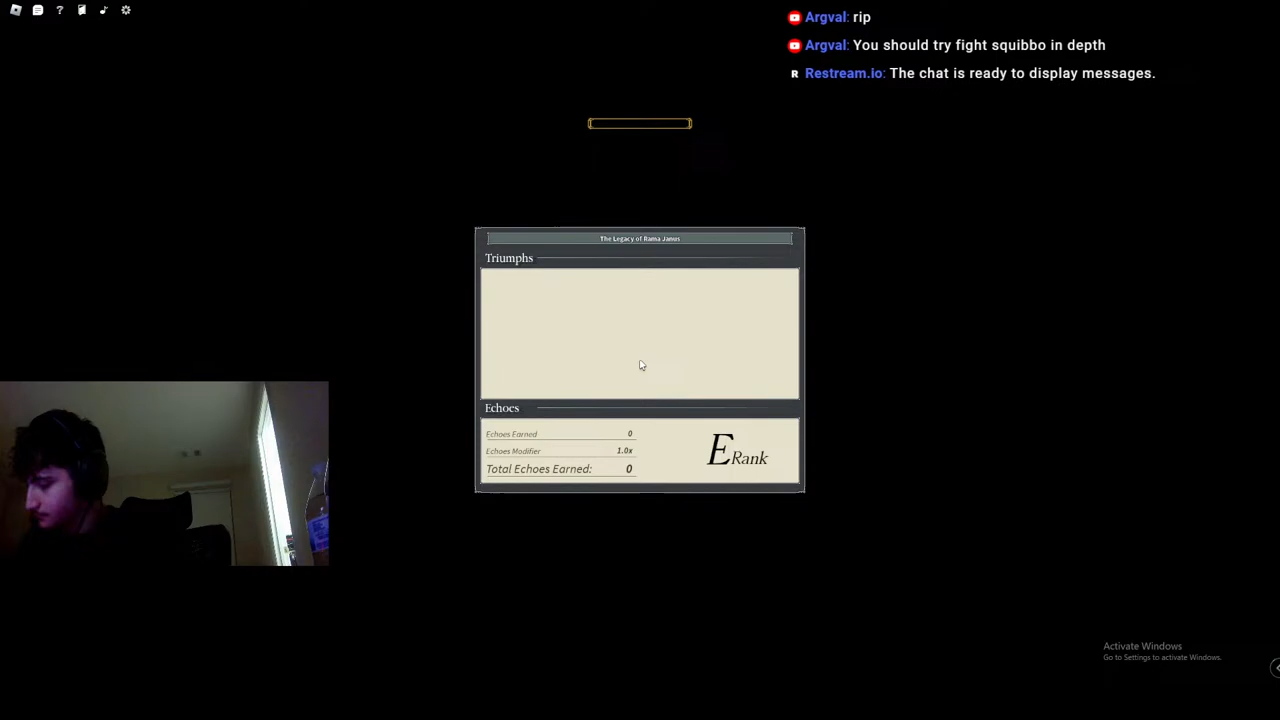 Argval: rip
Argval: You should try fight squibbo in depth
R Restream.io: The chat is ready to display messages.
The Legacy of Rama Janus
Triumphs
Echoes
Echoes Earned 0
Echoes Modifier 1.0x
Total Echoes Earned: 0
E Rank
Activate Windows
Go to Settings to activate Windows.